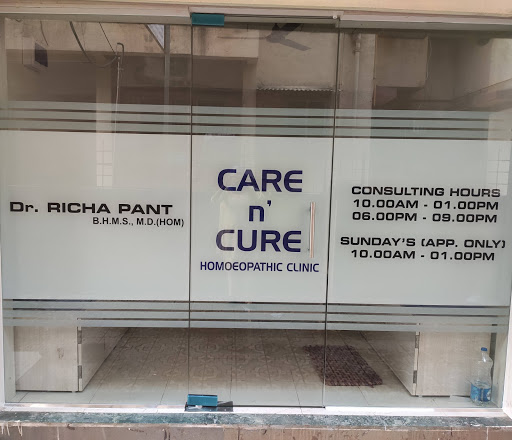 Dr. RICHA PANT
B.H.M.S., M.D.(HOM)
CARE
n'
CURE
HOMOEOPATHIC CLINIC
CONSULTING HOURS
10.00AM - 01.00PM
06.00PM - 09.00PM
SUNDAY'S (APP. ONLY)
10.00AM - 01.00PM